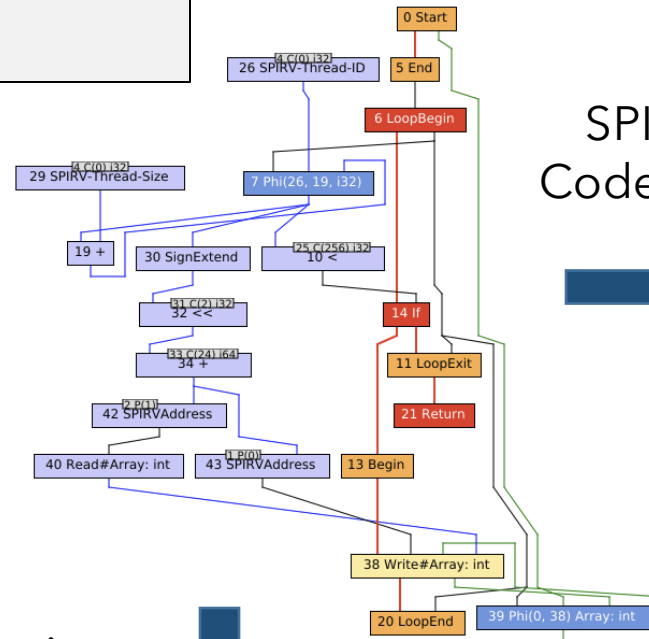 0 Start
4 C(0) i32
26 SPIRV-Thread-ID
5 End
6 LoopBegin
SPI
Code
4 C(0) i32
29 SPIRV-Thread-Size
7 Phi(26, 19, i32)
19 +
30 SignExtend
25 C(256) i32
10 <
31 C(2) i32
32 <<
14 If
33 C(24) i64
34 +
11 LoopExit
2 P(1)
42 SPIRVAddress
21 Return
40 Read#Array: int
1 P(0)
43 SPIRVAddress
13 Begin
38 Write#Array: int
20 LoopEnd
39 Phi(0, 38) Array: int